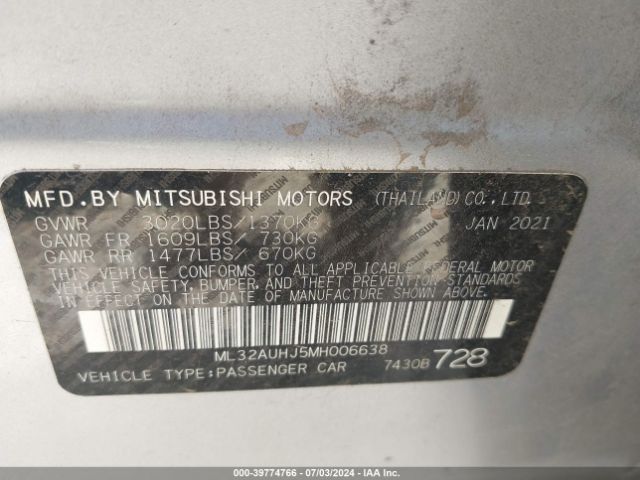 MFD.BY MITSUBISHI MOTORS (THAILAND)CO.,LTD.
GVWR 3020LBS/1370KG JAN 2021
GAWR FR 1609LBS/ 730KG
GAWR RR 1477LBS/ 670KG
THIS VEHICLE CONFORMS TO ALL APPLICABLE FEDERAL MOTOR
VEHICLE SAFETY, BUMPER, AND THEFT PREVENTION STANDARDS
IN EFFECT ON THE DATE OF MANUFACTURE SHOWN ABOVE.
ML32AUHJ5MH006638
VEHICLE TYPE:PASSENGER CAR 7430B 728
000-39774766 | 07/03/2024 | IAAI.com